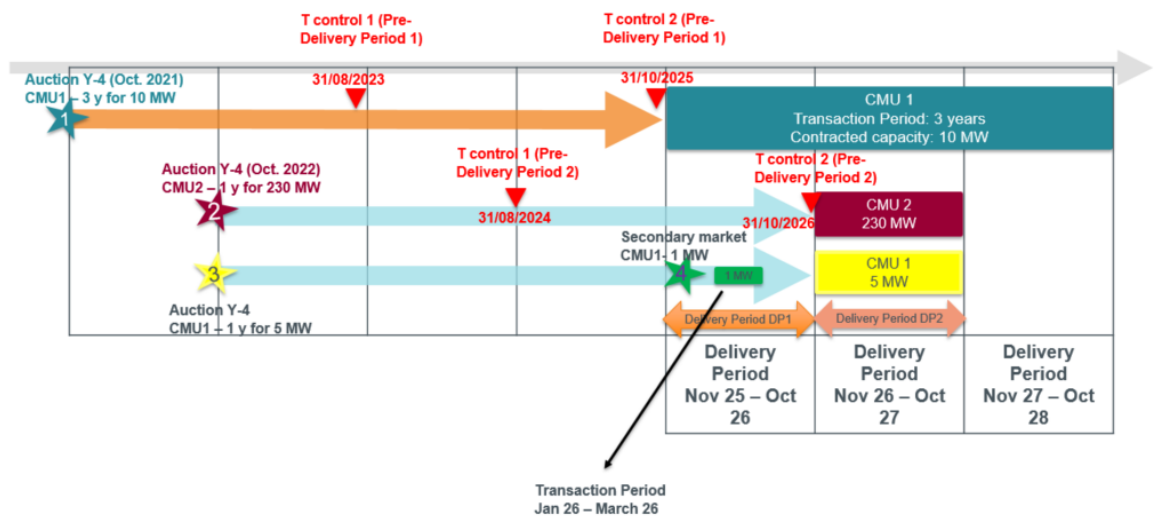 T control 1 (Pre-
Delivery Period 1)
T control 2 (Pre-
Delivery Period 1)
Auction Y-4 (Oct. 2021)
CMU1 – 3 y for 10 MW
31/08/2023
31/10/2025
1
CMU 1
Transaction Period: 3 years
Contracted capacity: 10 MW
T control 1 (Pre-
Delivery Period 2)
T control 2 (Pre-
Delivery Period 2)
Auction Y-4 (Oct. 2022)
CMU2 – 1 y for 230 MW
2
31/08/2024
31/10/2026
CMU 2
230 MW
Secondary market
CMU1- 1 MW
3
4
1 MW
CMU 1
5 MW
Auction Y-4
CMU1 – 1 y for 5 MW
Delivery Period DP1
Delivery Period DP2
Delivery
Period
Nov 25 – Oct
26
Delivery
Period
Nov 26 – Oct
27
Delivery
Period
Nov 27 – Oct
28
Transaction Period
Jan 26 – March 26